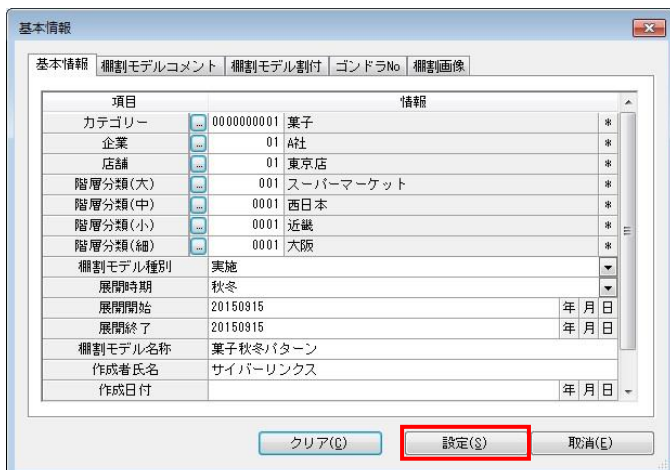 基本情報
基本情報 棚割モデルコメント 棚割モデル割付 ゴンドラNo 棚割画像
項目 情報
カテゴリー ... 0000000001 菓子 *
企業 ... 01 A社 *
店舗 ... 01 東京店 *
階層分類(大) ... 001 スーパーマーケット *
階層分類(中) ... 0001 西日本 *
階層分類(小) ... 0001 近畿 *
階層分類(細) ... 0001 大阪 *
棚割モデル種別 実施
展開時期 秋冬
展開開始 20150915 年 月 日
展開終了 20150915 年 月 日
棚割モデル名称 菓子秋冬パターン
作成者氏名 サイバーリンクス
作成日付 年 月 日
クリア(C) 設定(S) 取消(E)